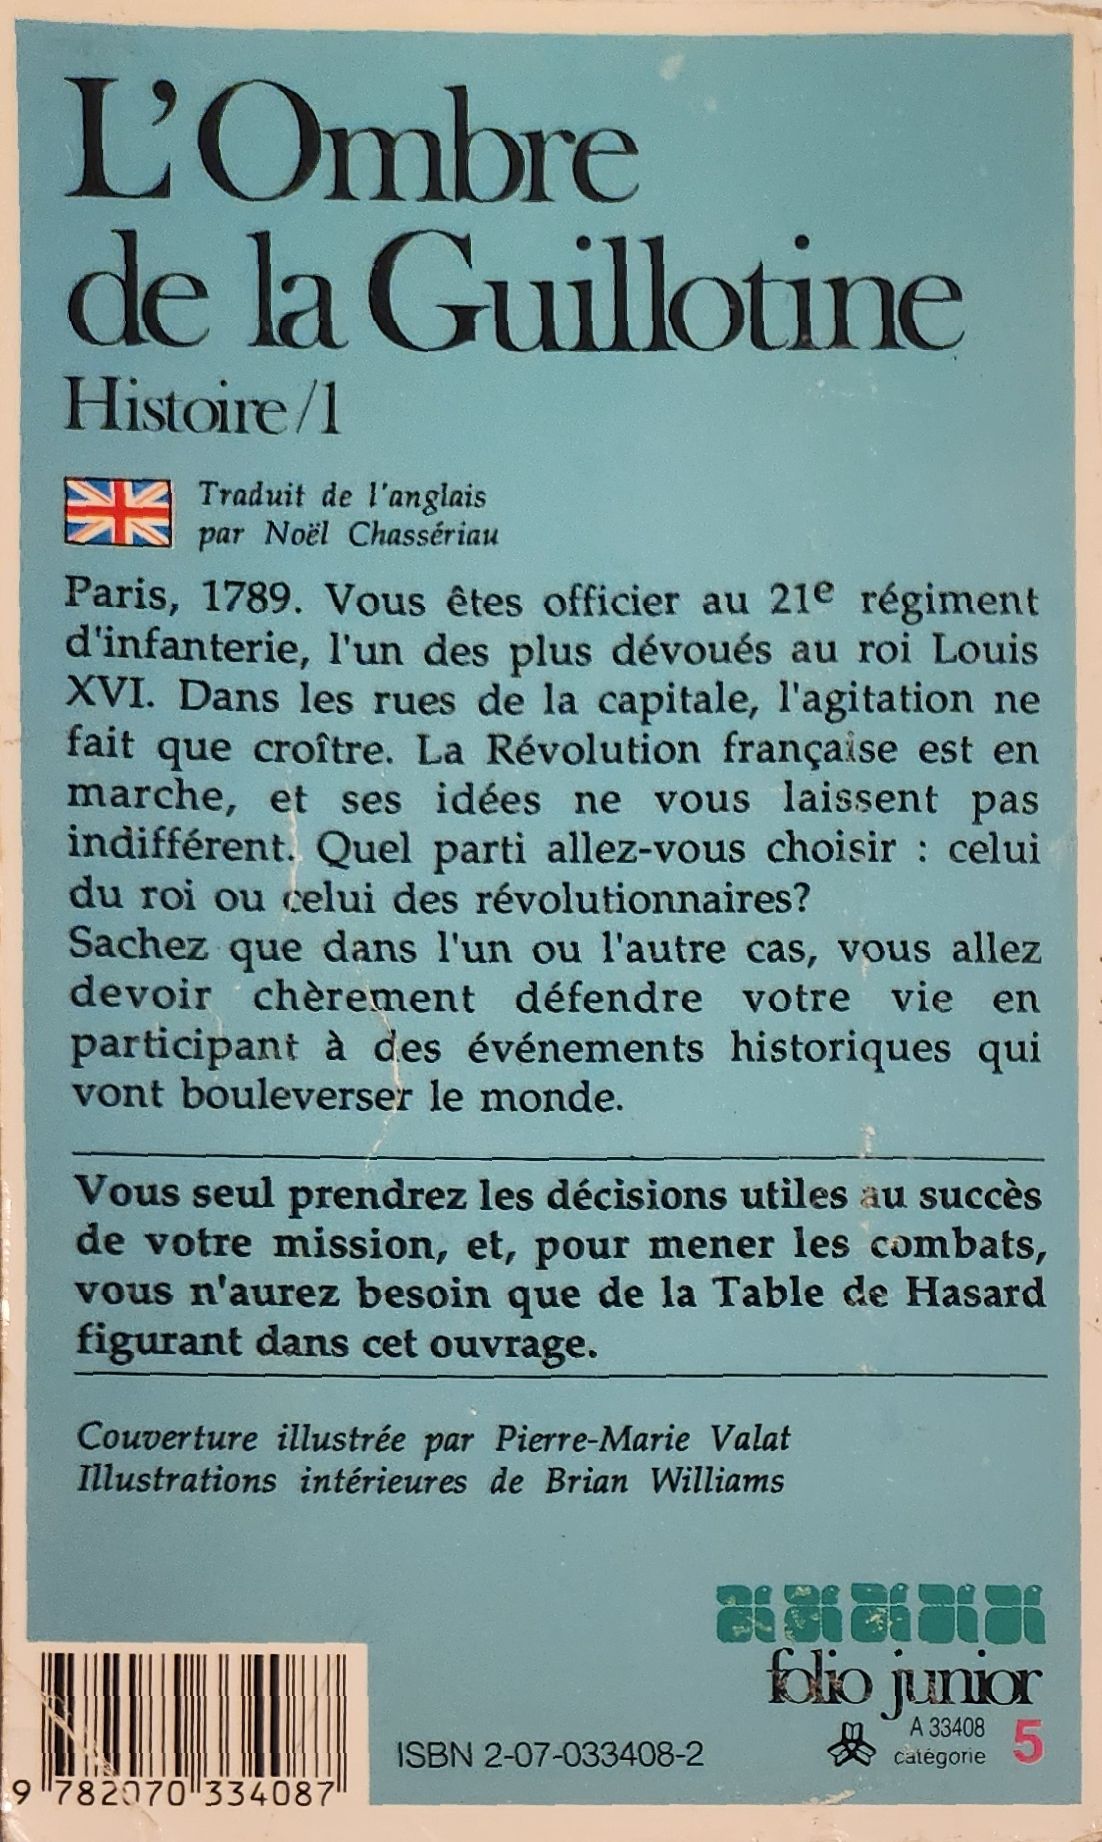 L'Ombre
de la Guillotine
Histoire/1
Traduit de l'anglais
par Noël Chassériau
Paris, 1789. Vous êtes officier au 21e régiment
d'infanterie, l'un des plus dévoués au roi Louis
XVI. Dans les rues de la capitale, l'agitation ne
fait que croître. La Révolution française est en
marche, et ses idées ne vous laissent pas
indifférent. Quel parti allez-vous choisir : celui
du roi ou celui des révolutionnaires?
Sachez que dans l'un ou l'autre cas, vous allez
devoir chèrement défendre votre vie en
participant à des événements historiques qui
vont bouleverser le monde.
Vous seul prendrez les décisions utiles au succès
de votre mission, et, pour mener les combats,
vous n'aurez besoin que de la Table de Hasard
figurant dans cet ouvrage.
Couverture illustrée par Pierre-Marie Valat
Illustrations intérieures de Brian Williams
folio junior
A 33408
catégorie 5
ISBN 2-07-033408-2
9 782070 334087